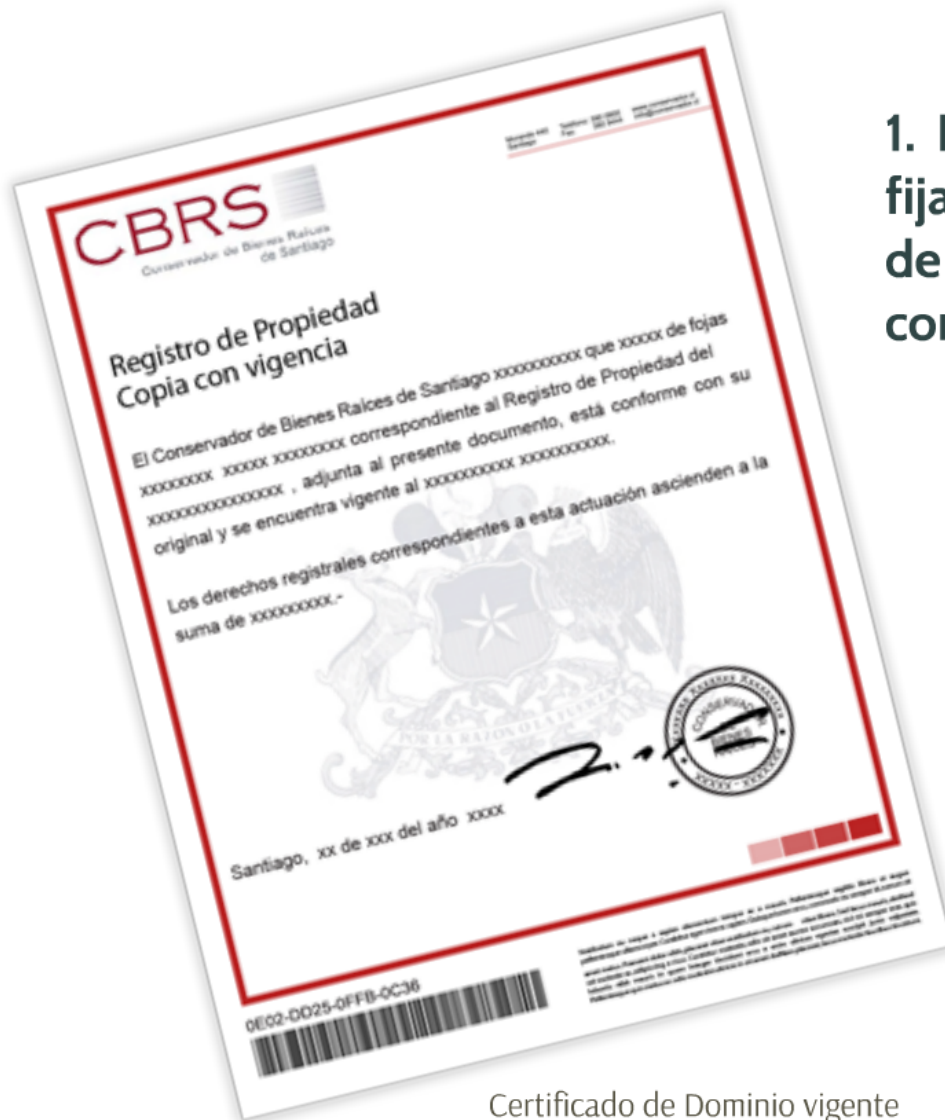 CBRS
Conservador de Bienes Raíces
de Santiago
Registro de Propiedad
Copia con vigencia
El Conservador de Bienes Raíces de Santiago xxxxxxxxxx que xxxxx de fojas
xxxxxxxx xxxxx xxxxxxxx correspondiente al Registro de Propiedad del
xxxxxxxxxxxxxxx , adjunta al presente documento, está conforme con su
original y se encuentra vigente al xxxxxxxxxx xxxxxxxxxx.
Los derechos registrales correspondientes a esta actuación ascienden a la
suma de xxxxxxxxx.-
POR LA RAZON O LA FUERZA
CONSERVADOR
BIENES
RAICES
Santiago, xx de xxx del año xxxx
0E02-DD25-0FFB-0C36
Certificado de Dominio vigente
1.
fija
de